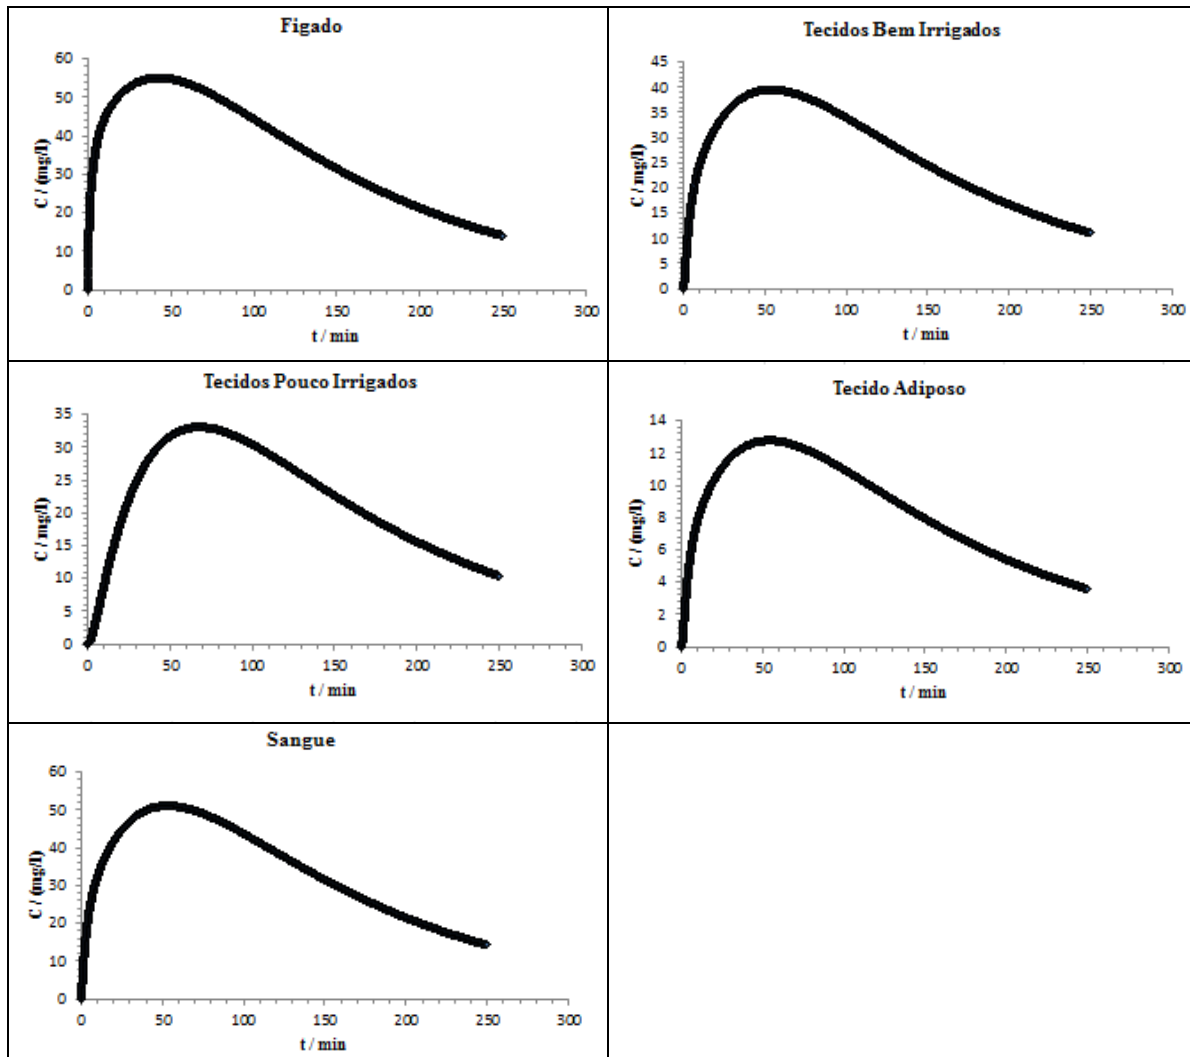 Figado
60
50
40
30
20
10
0
C / (mg/l)
0 50 100 150 200 250 300
t / min
Tecidos Bem Irrigados
45
40
35
30
25
20
15
10
5
0
C / mg/l)
0 50 100 150 200 250 300
t / min
Tecidos Pouco Irrigados
35
30
25
20
15
10
5
0
C / mg/l)
0 50 100 150 200 250 300
t / min
Tecido Adiposo
14
12
10
8
6
4
2
0
C / (mg/l)
0 50 100 150 200 250 300
t / min
Sangue
60
50
40
30
20
10
0
C / (mg/l)
0 50 100 150 200 250 300
t / min